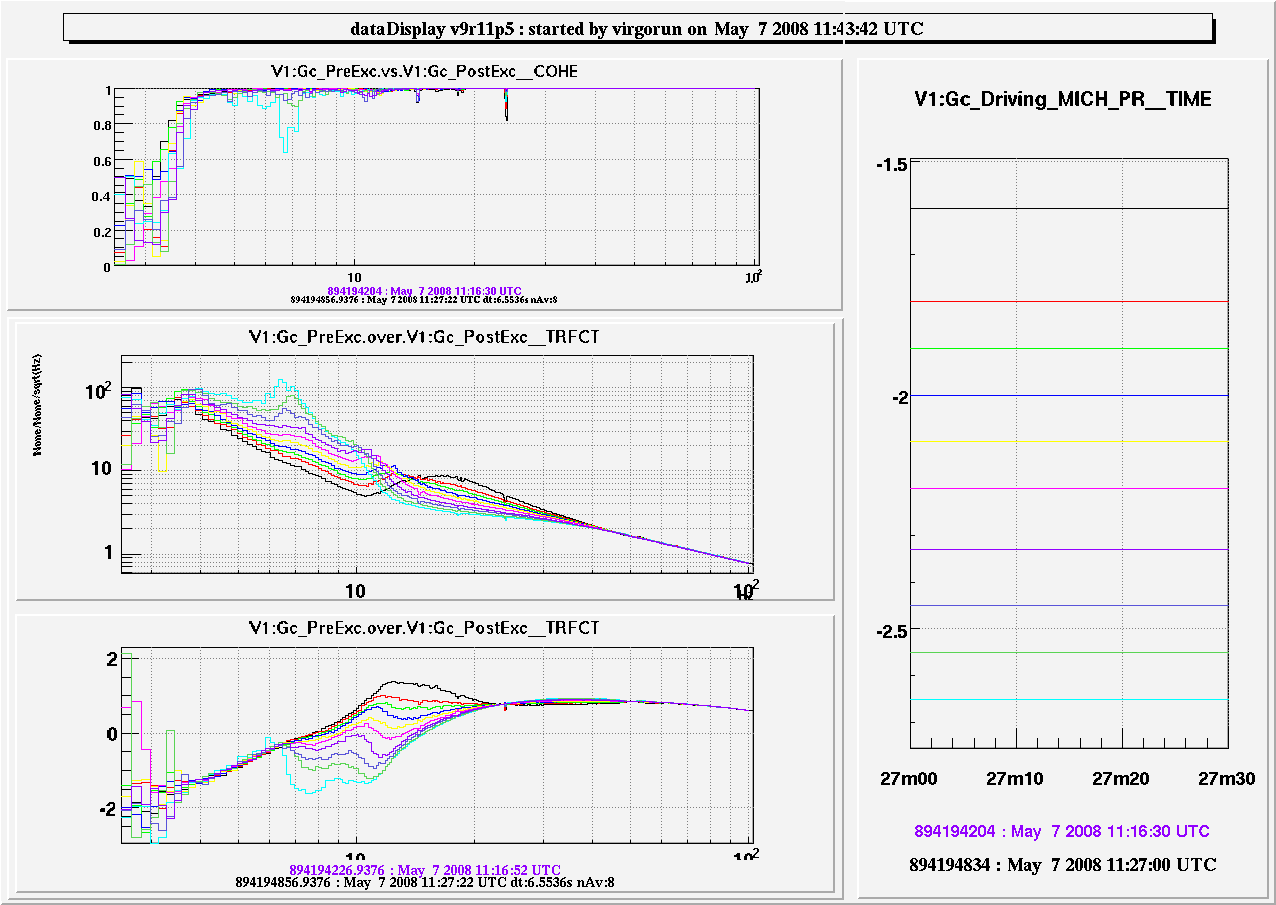 dataDisplay v9r11p5 : started by virgorun on May 7 2008 11:43:42 UTC
V1:Gc_PreExc.vs.V1:Gc_PostExc__COHE
1
0.8
0.6
0.4
0.2
0
10
10²
894194204 : May 7 2008 11:16:30 UTC
894194856.9376 : May 7 2008 11:27:22 UTC dt:6.5536s nAv:8
V1:Gc_PreExc.over.V1:Gc_PostExc__TRFCT
None/None/sqrt(Hz)
10²
10
1
10
10²
Hz
V1:Gc_PreExc.over.V1:Gc_PostExc__TRFCT
2
0
-2
10
10²
894194226.9376 : May 7 2008 11:16:52 UTC
894194856.9376 : May 7 2008 11:27:22 UTC dt:6.5536s nAv:8
V1:Gc_Driving_MICH_PR__TIME
-1.5
-2
-2.5
27m00 27m10 27m20 27m30
894194204 : May 7 2008 11:16:30 UTC
894194834 : May 7 2008 11:27:00 UTC